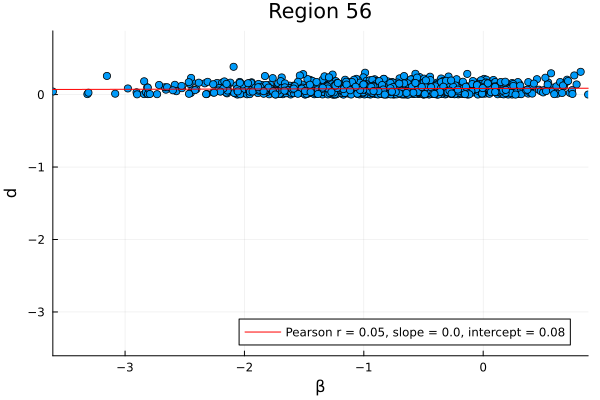 Region 56
d
0
−1
−2
−3
Pearson r = 0.05, slope = 0.0, intercept = 0.08
−3 −2 −1 0
β